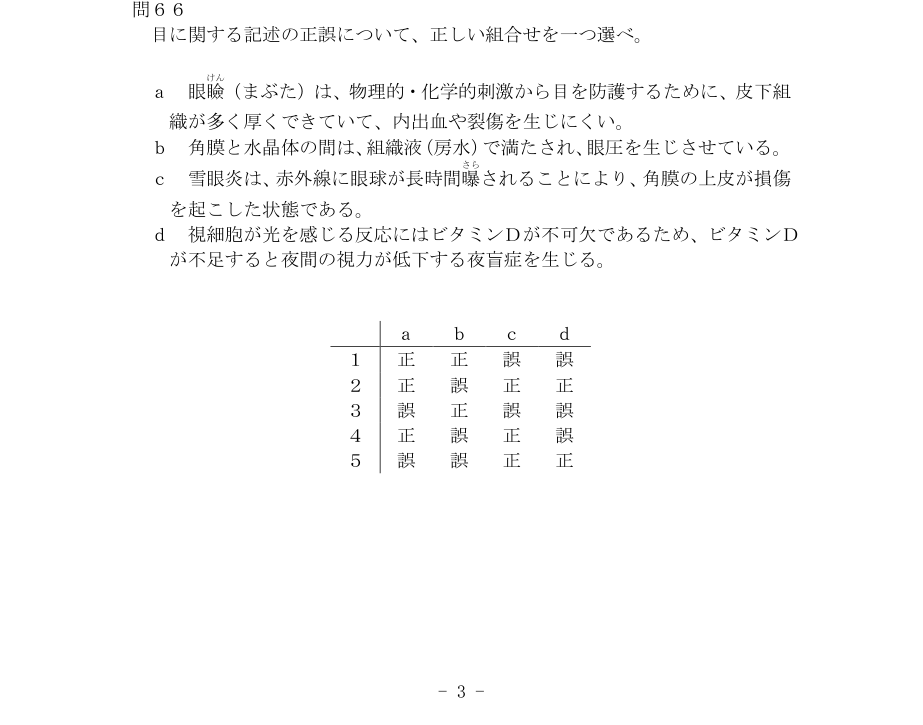 問６６
目に関する記述の正誤について、正しい組合せを一つ選べ。
けん
ａ　眼瞼（まぶた）は、物理的・化学的刺激から目を防護するために、皮下組
織が多く厚くできていて、内出血や裂傷を生じにくい。
ｂ　角膜と水晶体の間は、組織液（房水）で満たされ、眼圧を生じさせている。
さら
ｃ　雪眼炎は、赤外線に眼球が長時間曝されることにより、角膜の上皮が損傷
を起こした状態である。
ｄ　視細胞が光を感じる反応にはビタミンＤが不可欠であるため、ビタミンＤ
が不足すると夜間の視力が低下する夜盲症を生じる。
ａ　ｂ　ｃ　ｄ
１　正　正　誤　誤
２　正　誤　正　正
３　誤　正　誤　誤
４　正　誤　正　誤
５　誤　誤　正　正
- 3 -